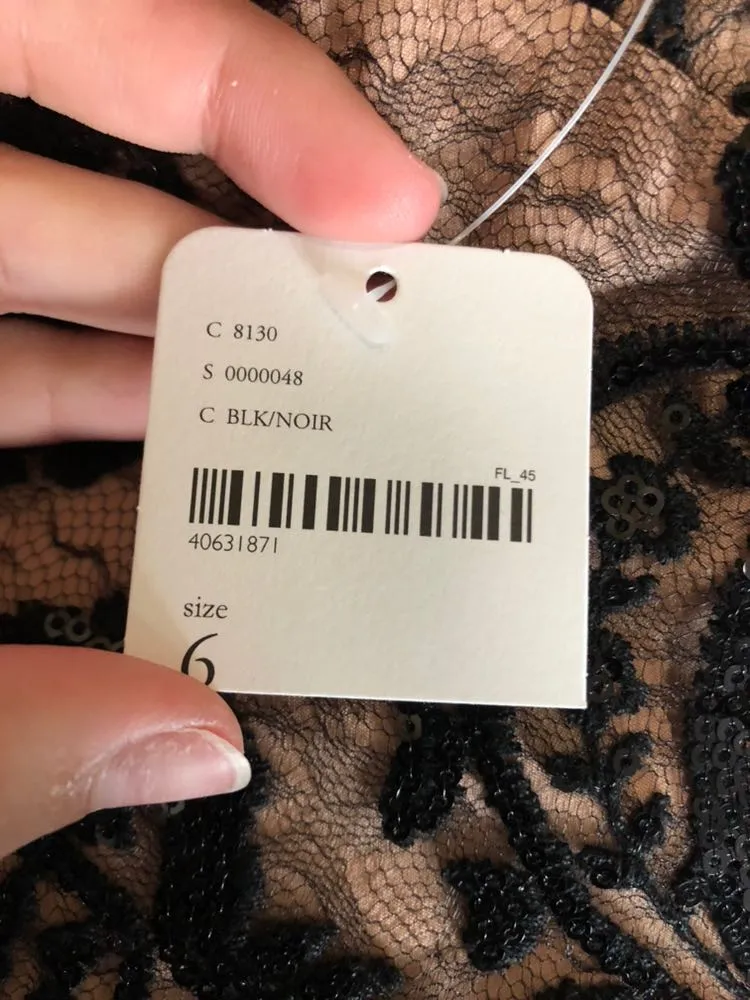 C 8130
S 0000048
C BLK/NOIR
FL_45
40631871
size
6